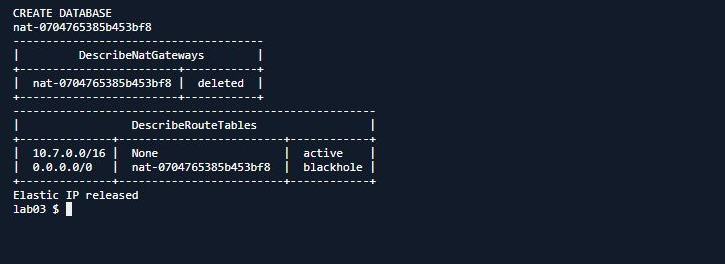 CREATE DATABASE
nat-0704765385b453bf8
-------------------------------------
|        DescribeNatGateways        |
+------------------------+----------+
|  nat-0704765385b453bf8 |  deleted  |
+------------------------+----------+
-----------------------------------------------------
|                DescribeRouteTables                |
+--------------+------------------------+------------+
|  10.7.0.0/16 |  None                  |  active    |
|  0.0.0.0/0   |  nat-0704765385b453bf8 |  blackhole |
+--------------+------------------------+------------+
Elastic IP released
lab03 $